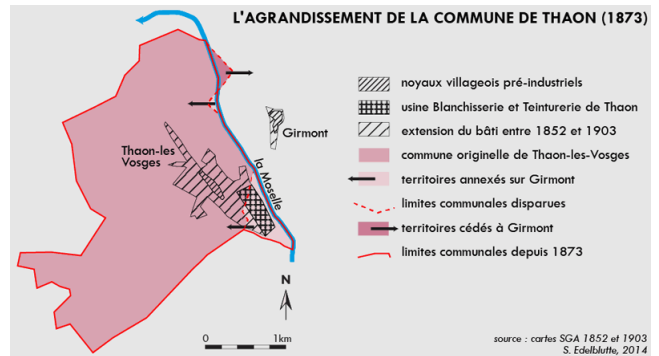 L'AGRANDISSEMENT DE LA COMMUNE DE THAON (1873)
noyaux villageois pré-industriels
usine Blanchisserie et Teinturerie de Thaon
extension du bâti entre 1852 et 1903
commune originelle de Thaon-les-Vosges
territoires annexés sur Girmont
limites communales disparues
territoires cédés à Girmont
limites communales depuis 1873
Girmont
Thaon-les
Vosges
la Moselle
N
0 1km
source : cartes SGA 1852 et 1903
S. Edelblutte, 2014